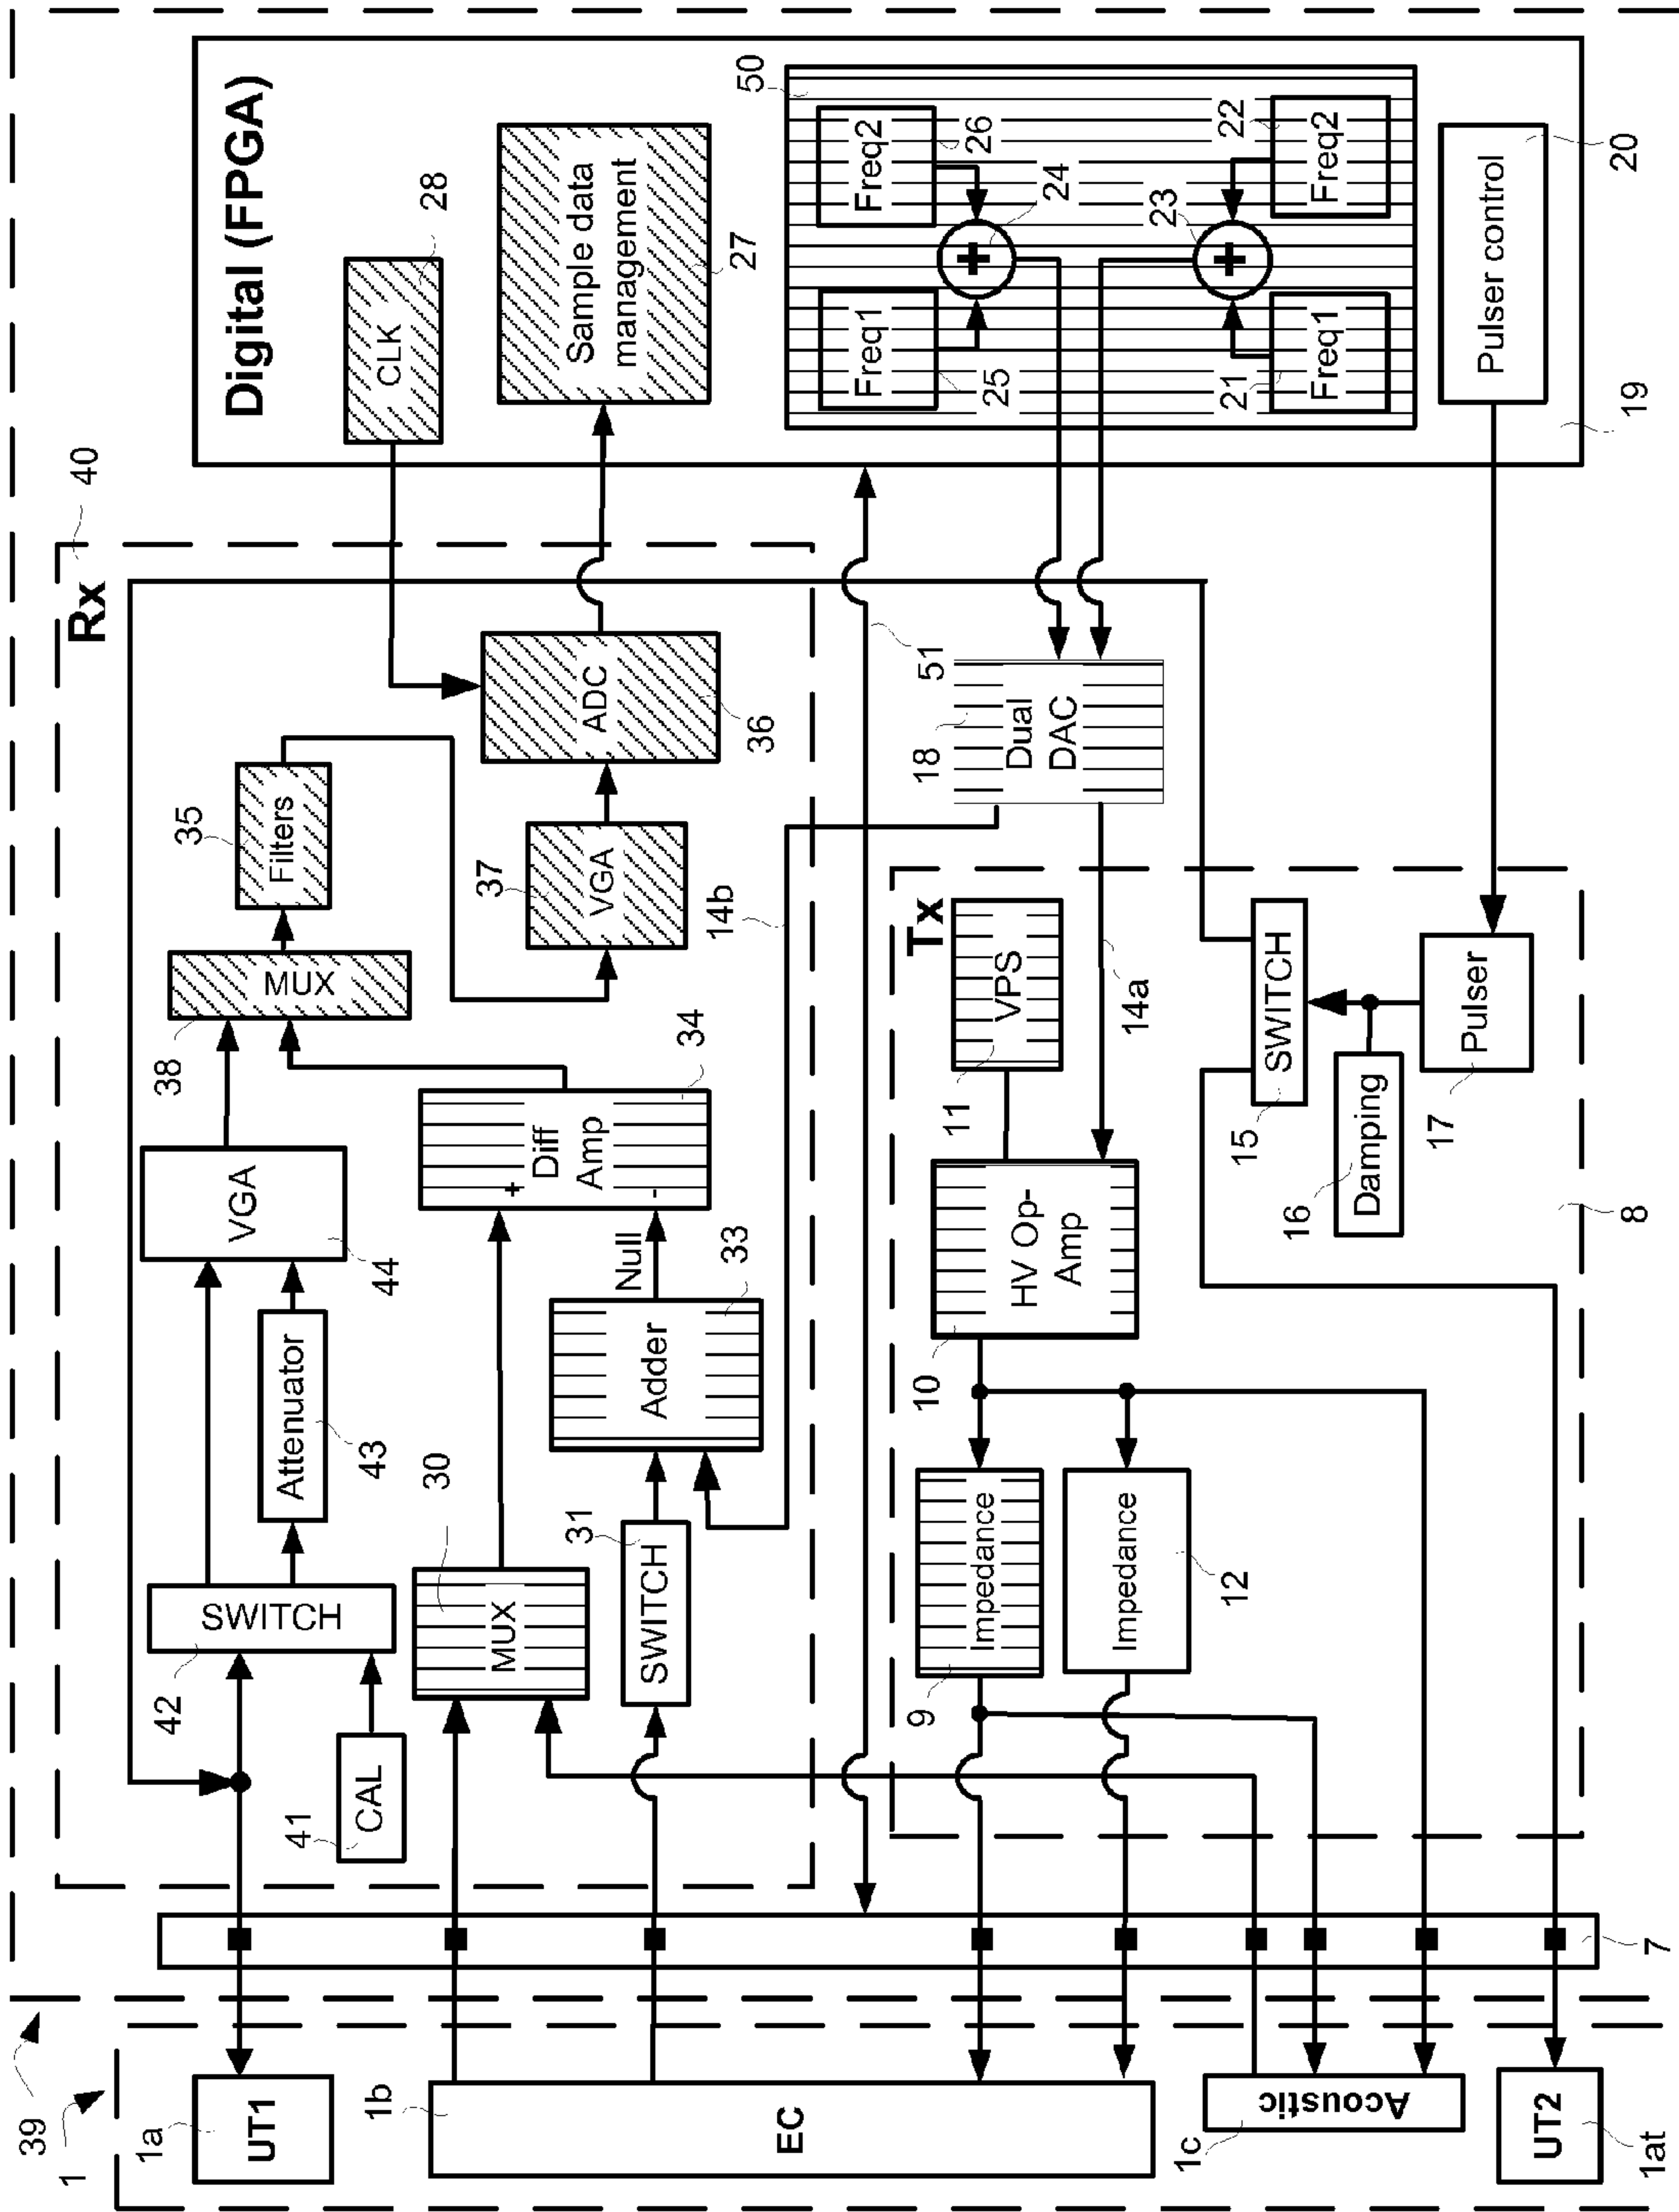 39
1
1a
UT1
1b
EC
1c
Acoustic
1at
UT2
7
Rx
40
42
SWITCH
41
CAL
43
Attenuator
44
VGA
38
MUX
35
Filters
37
VGA
36
ADC
30
MUX
31
SWITCH
33
Adder
Null
34
+
-
Diff
Amp
14b
51
18
Dual
DAC
Tx
11
VPS
14a
10
HV Op-
Amp
9
Impedance
12
Impedance
15
SWITCH
16
Damping
17
Pulser
8
Digital (FPGA)
28
CLK
Sample data
management
27
50
Freq1
25
Freq2
26
+
24
23
+
21
Freq1
22
Freq2
Pulser control
20
19